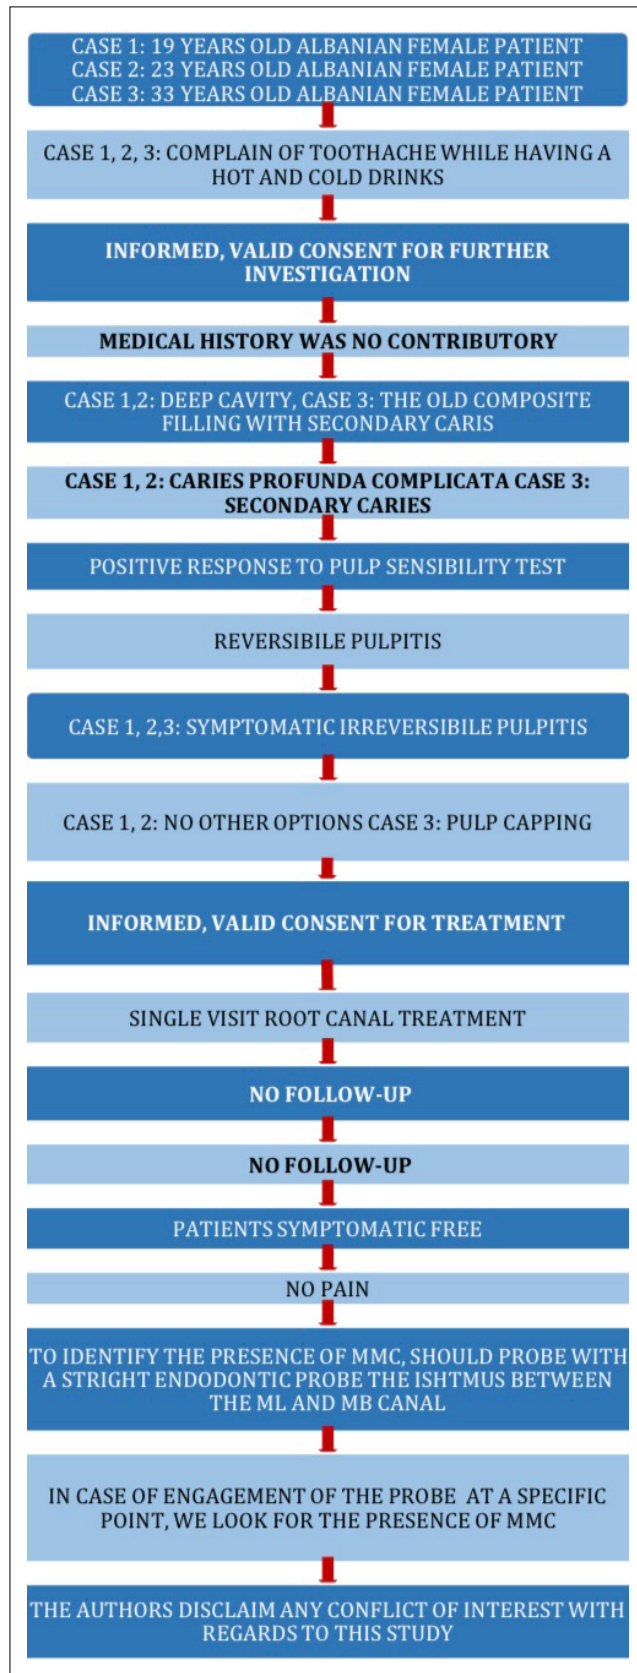 CASE 1: 19 YEARS OLD ALBANIAN FEMALE PATIENT
CASE 2: 23 YEARS OLD ALBANIAN FEMALE PATIENT
CASE 3: 33 YEARS OLD ALBANIAN FEMALE PATIENT
CASE 1, 2, 3: COMPLAIN OF TOOTHACHE WHILE HAVING A
HOT AND COLD DRINKS
INFORMED, VALID CONSENT FOR FURTHER
INVESTIGATION
MEDICAL HISTORY WAS NO CONTRIBUTORY
CASE 1,2: DEEP CAVITY, CASE 3: THE OLD COMPOSITE
FILLING WITH SECONDARY CARIS
CASE 1, 2: CARIES PROFUNDA COMPLICATA CASE 3:
SECONDARY CARIES
POSITIVE RESPONSE TO PULP SENSIBILITY TEST
REVERSIBILE PULPITIS
CASE 1, 2,3: SYMPTOMATIC IRREVERSIBILE PULPITIS
CASE 1, 2: NO OTHER OPTIONS CASE 3: PULP CAPPING
INFORMED, VALID CONSENT FOR TREATMENT
SINGLE VISIT ROOT CANAL TREATMENT
NO FOLLOW-UP
NO FOLLOW-UP
PATIENTS SYMPTOMATIC FREE
NO PAIN
TO IDENTIFY THE PRESENCE OF MMC, SHOULD PROBE WITH
A STRIGHT ENDODONTIC PROBE THE ISHTMUS BETWEEN
THE ML AND MB CANAL
IN CASE OF ENGAGEMENT OF THE PROBE AT A SPECIFIC
POINT, WE LOOK FOR THE PRESENCE OF MMC
THE AUTHORS DISCLAIM ANY CONFLICT OF INTEREST WITH
REGARDS TO THIS STUDY